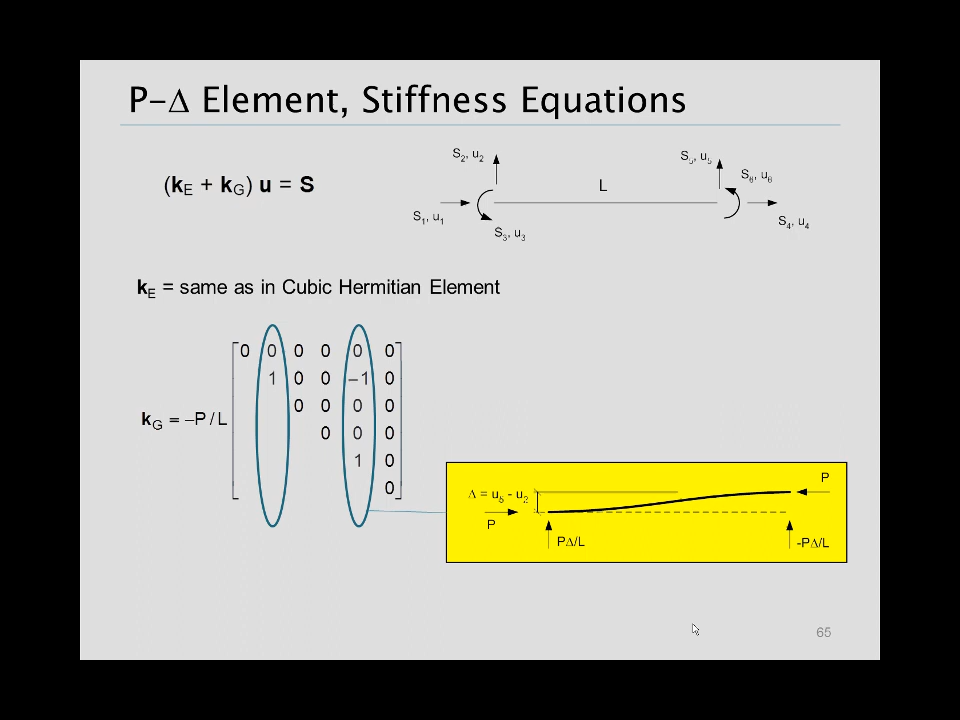 P–Δ Element, Stiffness Equations
(kE + kG) u = S
S2, u2
S5, u5
S6, u6
L
S1, u1
S3, u3
S4, u4
kE = same as in Cubic Hermitian Element
0 0 0 0 0 0
1 0 0 –1 0
0 0 0 0
kG = –P / L
0 0 0
1 0
0
Δ = u5 - u2
P
P
PΔ/L
-PΔ/L
65